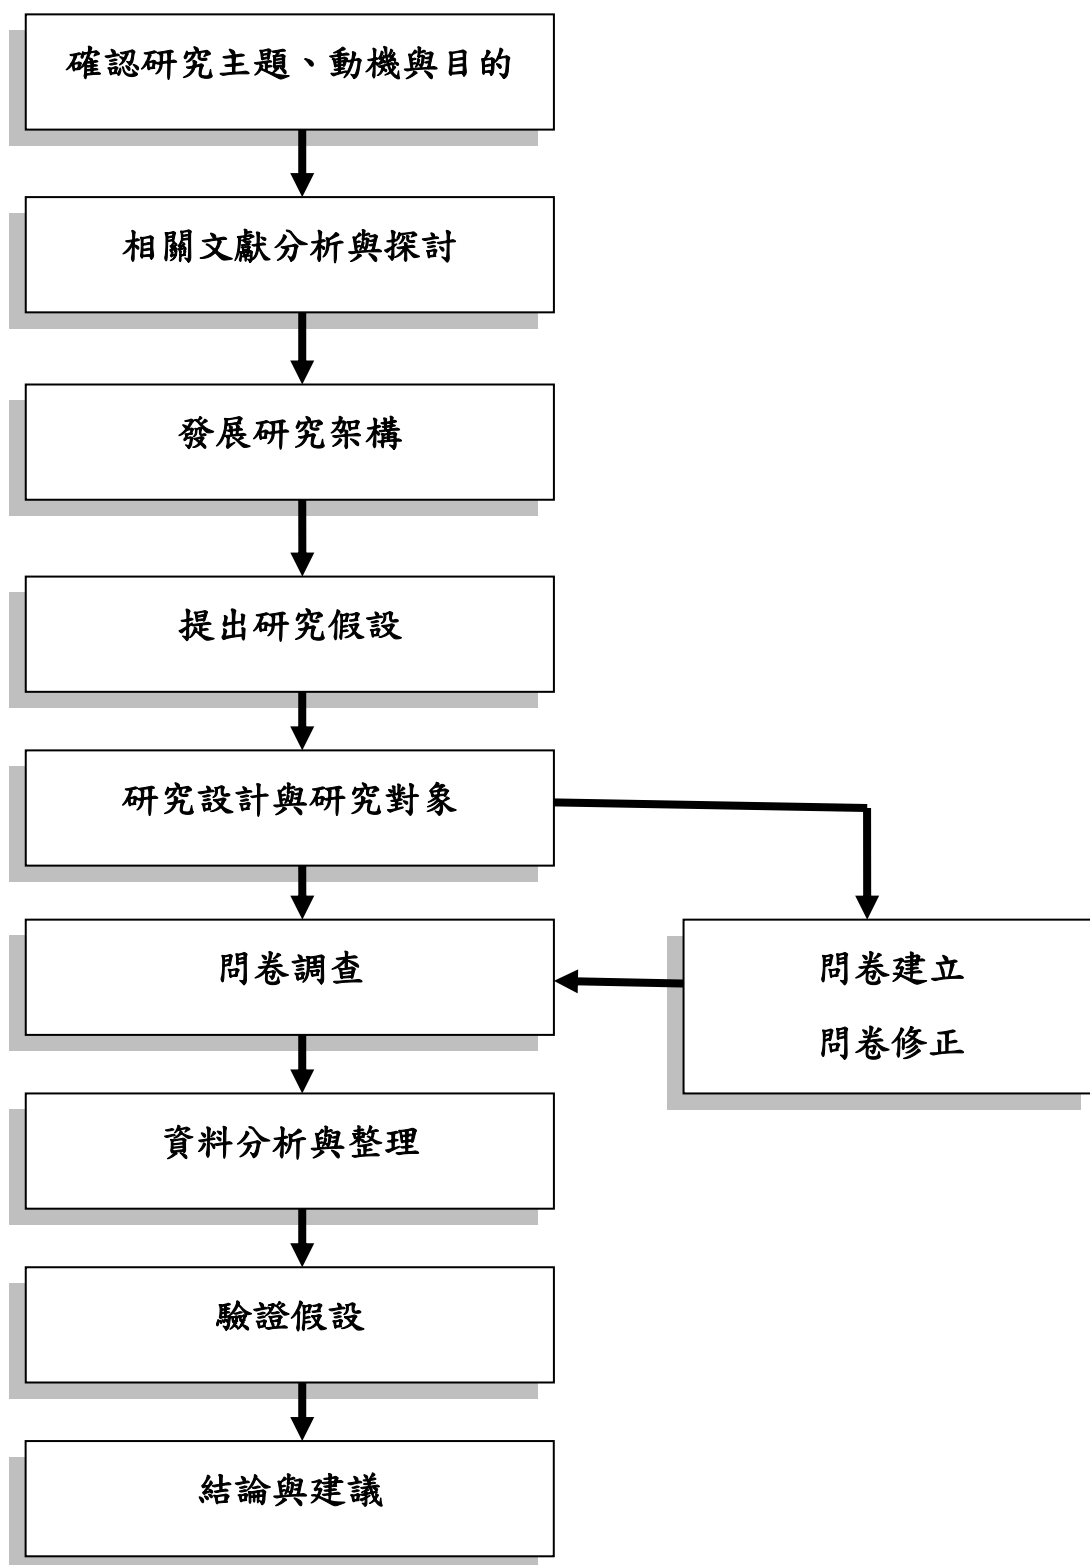 確認研究主題、動機與目的
相關文獻分析與探討
發展研究架構
提出研究假設
研究設計與研究對象
問卷調查
問卷建立
問卷修正
資料分析與整理
驗證假設
結論與建議